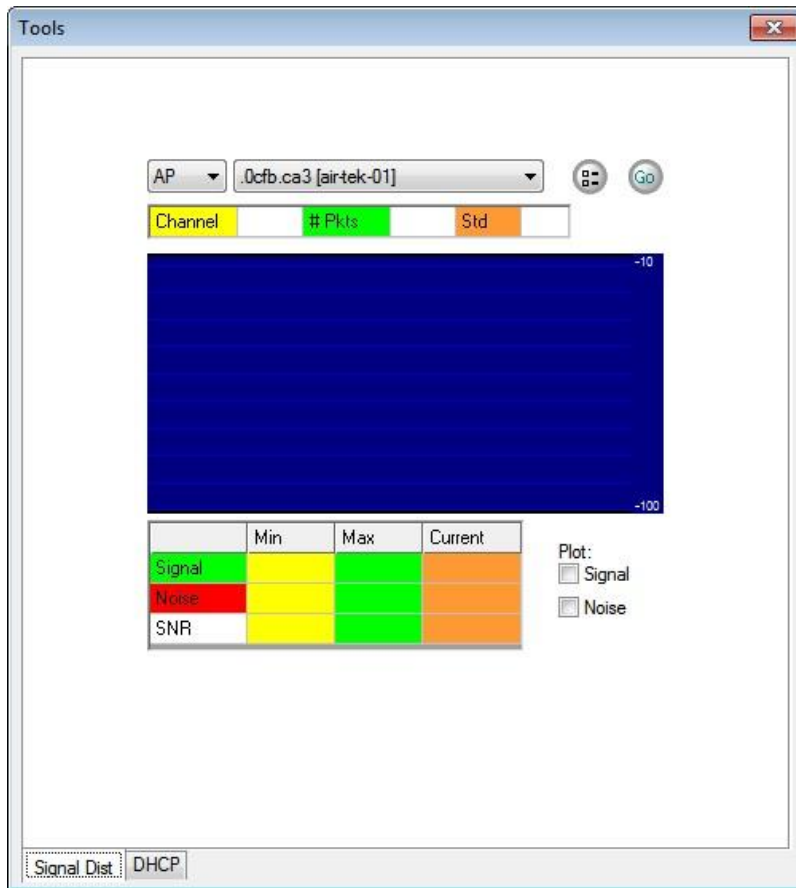 Tools
AP .0cfb.ca3 [air-tek-01] Go
Channel # Pkts Std
-10
-100
Min Max Current
Signal
Noise
SNR
Plot:
Signal
Noise
Signal Dist DHCP